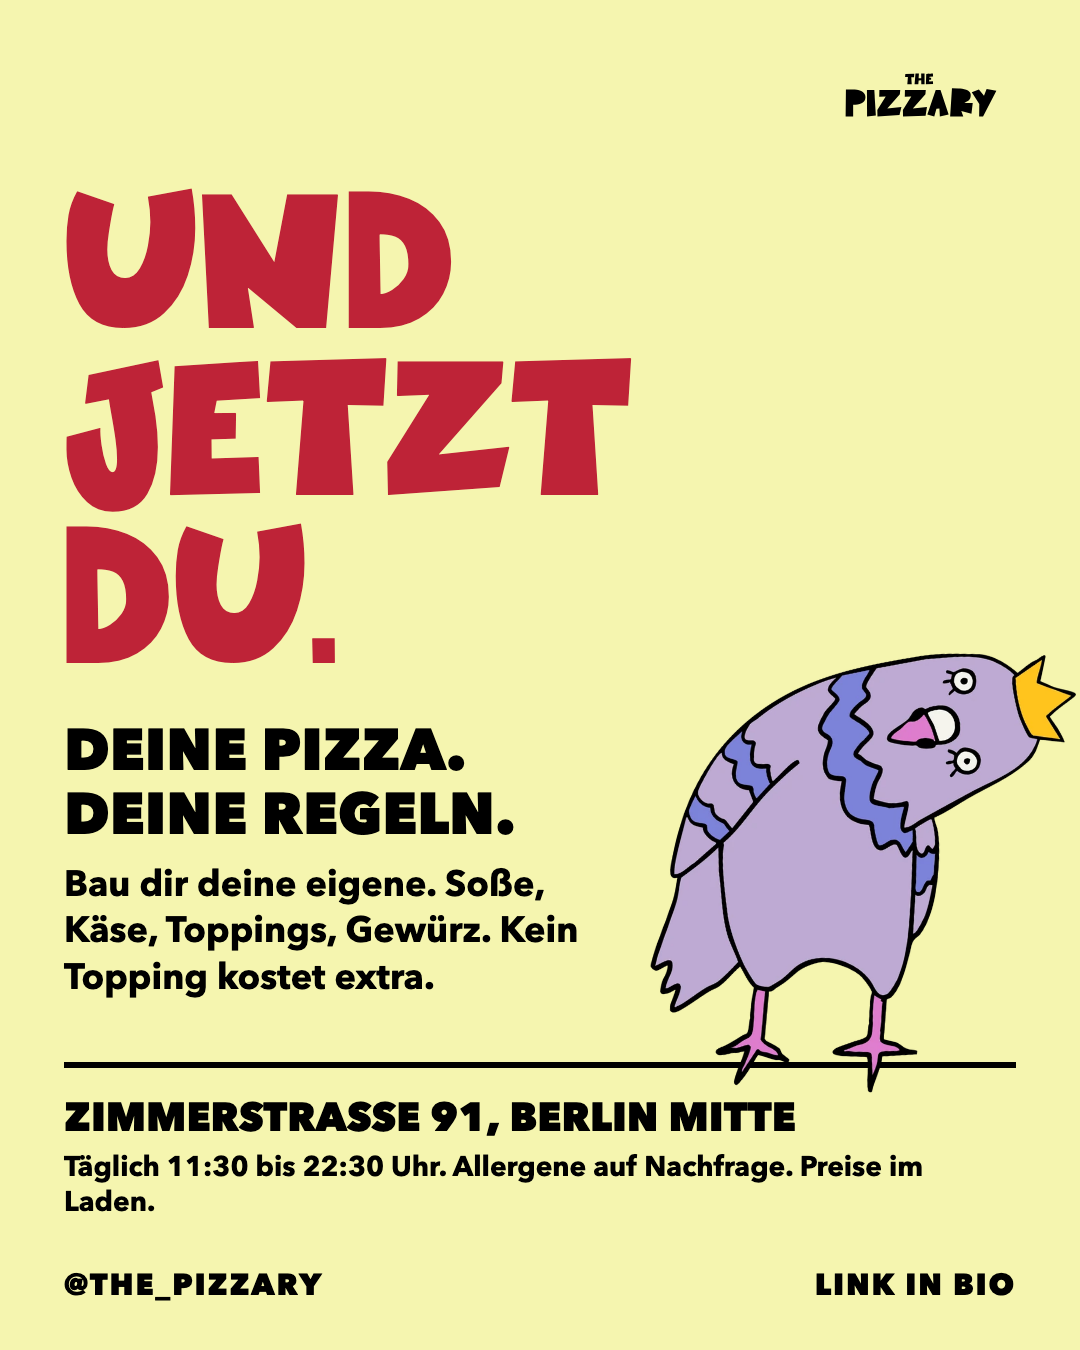 THE
PIZZARY
UND
JETZT
DU.
DEINE PIZZA.
DEINE REGELN.
Bau dir deine eigene. Soße,
Käse, Toppings, Gewürz. Kein
Topping kostet extra.
ZIMMERSTRASSE 91, BERLIN MITTE
Täglich 11:30 bis 22:30 Uhr. Allergene auf Nachfrage. Preise im
Laden.
@THE_PIZZARY
LINK IN BIO